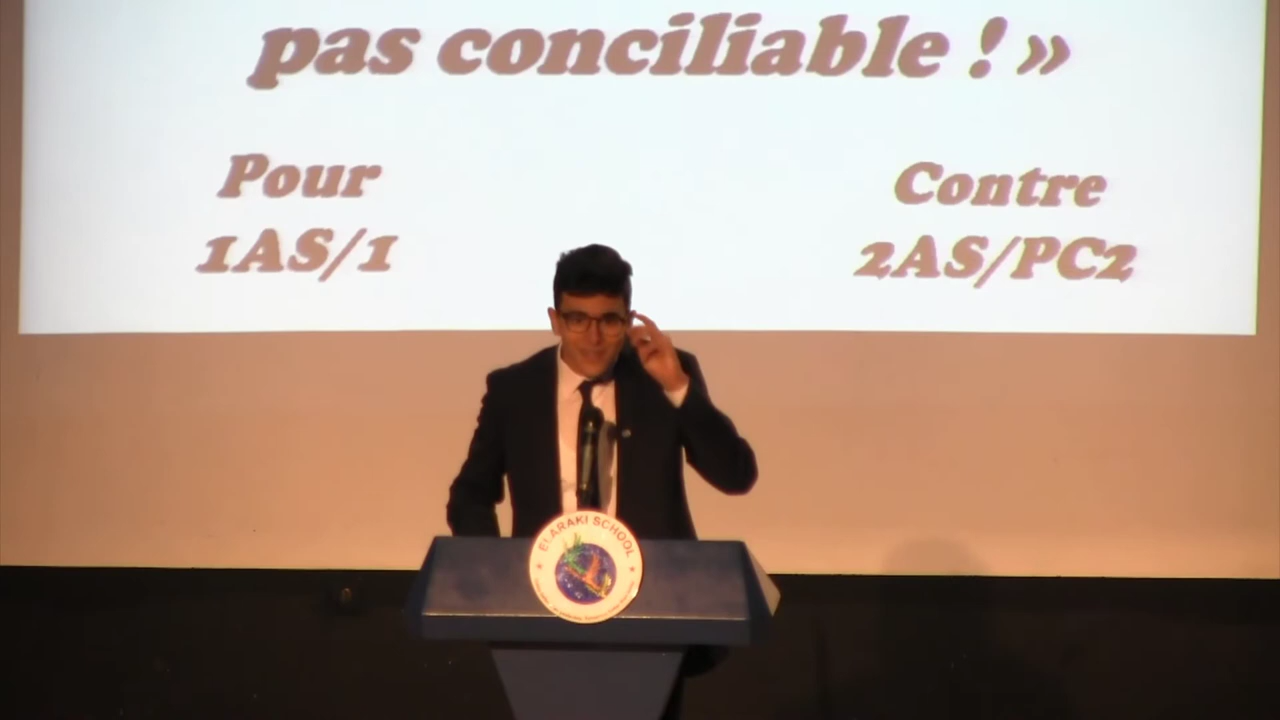 pas conciliable ! »
Pour
Contre
1AS/1
2AS/PC2
EL ARAKI SCHOOL